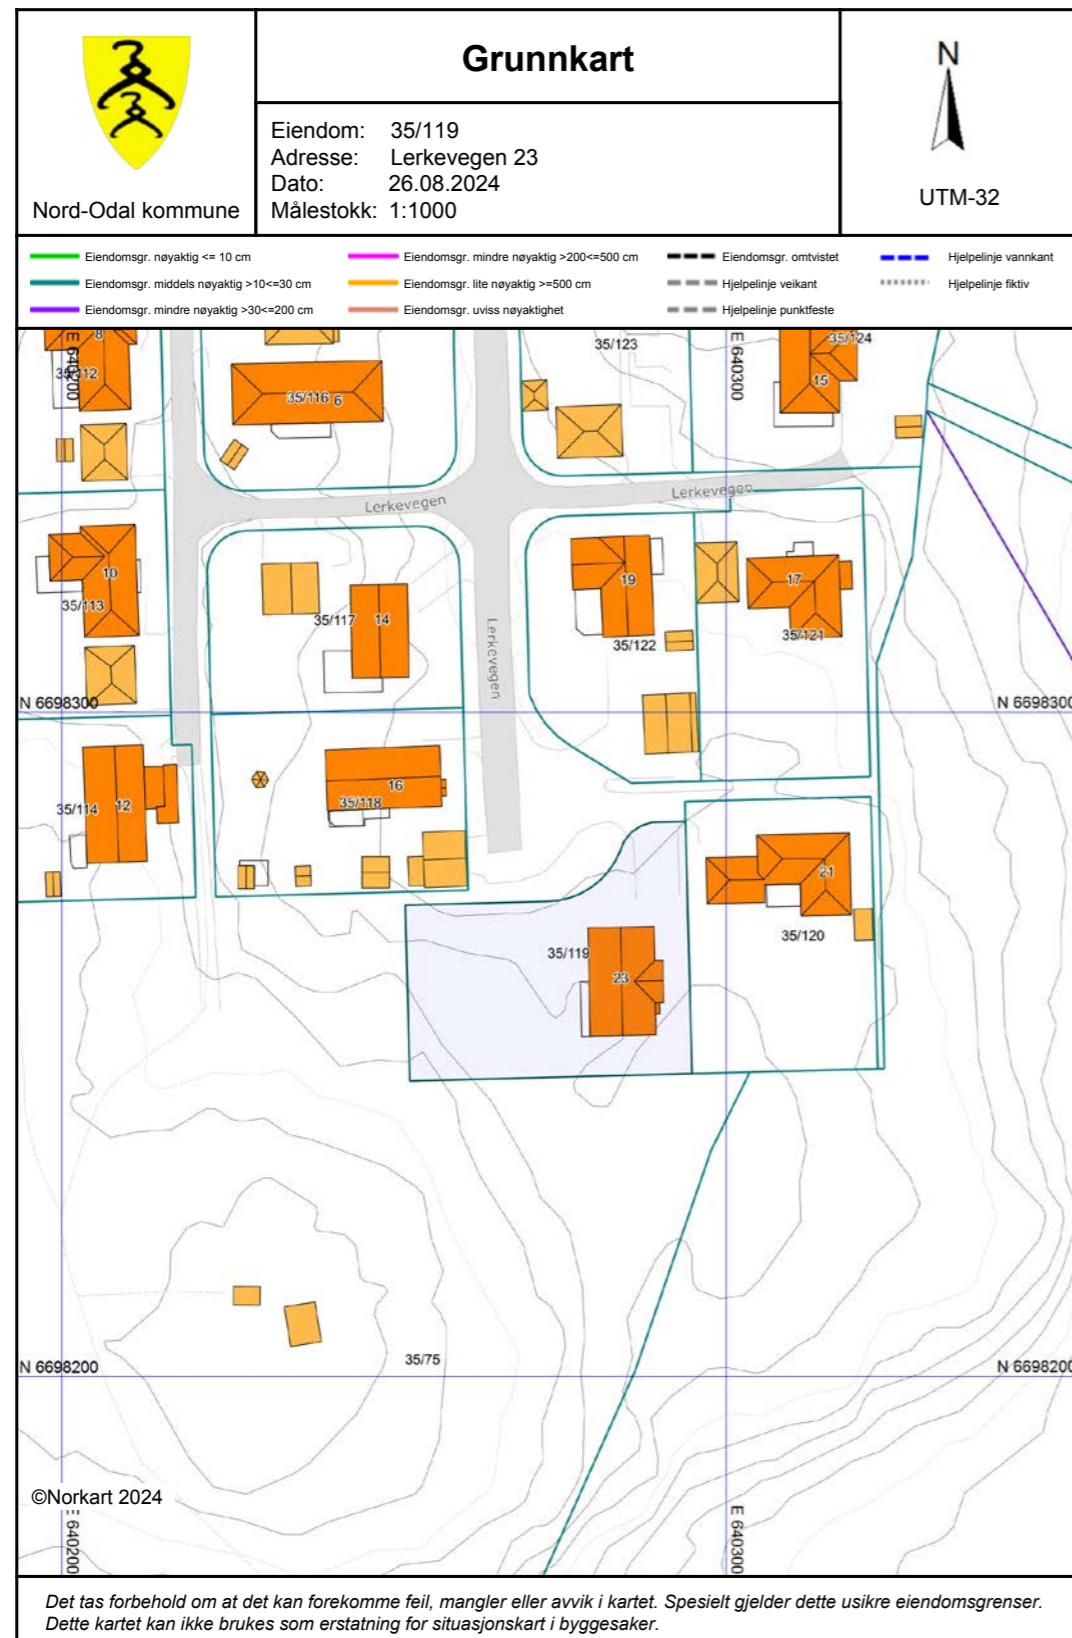 Nord-Odal kommune
Grunnkart
Eiendom: 35/119
Adresse: Lerkevegen 23
Dato: 26.08.2024
Målestokk: 1:1000
N
UTM-32
Eiendomsgr. nøyaktig <= 10 cm
Eiendomsgr. middels nøyaktig >10<=30 cm
Eiendomsgr. mindre nøyaktig >30<=200 cm
Eiendomsgr. mindre nøyaktig >200<=500 cm
Eiendomsgr. lite nøyaktig >=500 cm
Eiendomsgr. uviss nøyaktighet
Eiendomsgr. omtvistet
Hjelpelinje veikant
Hjelpelinje punktfeste
Hjelpelinje vannkant
Hjelpelinje fiktiv
E 640200
8
35/112
35/116 6
35/123
E 640300
35/124
15
Lerkevegen
Lerkevegen
10
35/113
35/117
14
Lerkevegen
19
35/122
17
35/121
N 6698300
N 6698300
35/114
12
16
35/118
21
35/120
35/119
23
35/75
N 6698200
N 6698200
©Norkart 2024
E 640200
E 640300
Det tas forbehold om at det kan forekomme feil, mangler eller avvik i kartet. Spesielt gjelder dette usikre eiendomsgrenser.
Dette kartet kan ikke brukes som erstatning for situasjonskart i byggesaker.